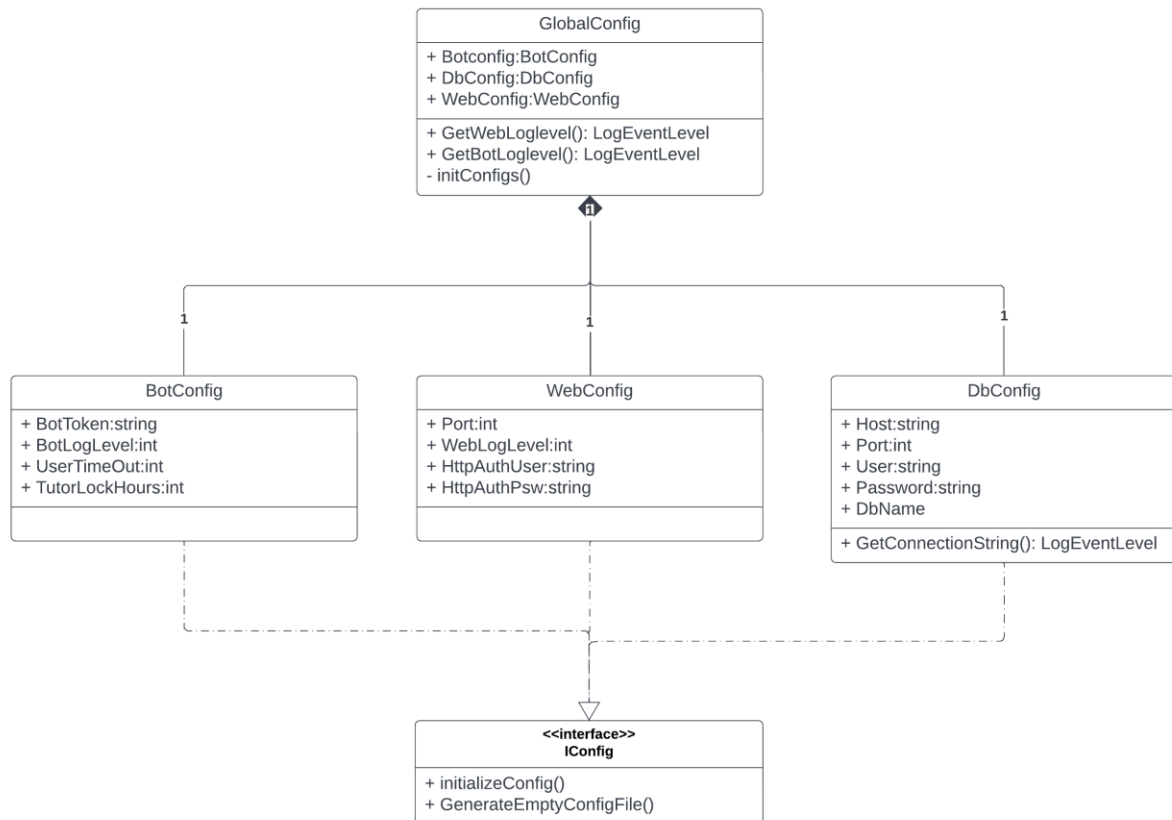 GlobalConfig
+ Botconfig:BotConfig
+ DbConfig:DbConfig
+ WebConfig:WebConfig
+ GetWebLoglevel(): LogEventLevel
+ GetBotLoglevel(): LogEventLevel
- initConfigs()
1
1
1
1
BotConfig
+ BotToken:string
+ BotLogLevel:int
+ UserTimeOut:int
+ TutorLockHours:int
WebConfig
+ Port:int
+ WebLogLevel:int
+ HttpAuthUser:string
+ HttpAuthPsw:string
DbConfig
+ Host:string
+ Port:int
+ User:string
+ Password:string
+ DbName
+ GetConnectionString(): LogEventLevel
<<interface>>
IConfig
+ initializeConfig()
+ GenerateEmptyConfigFile()